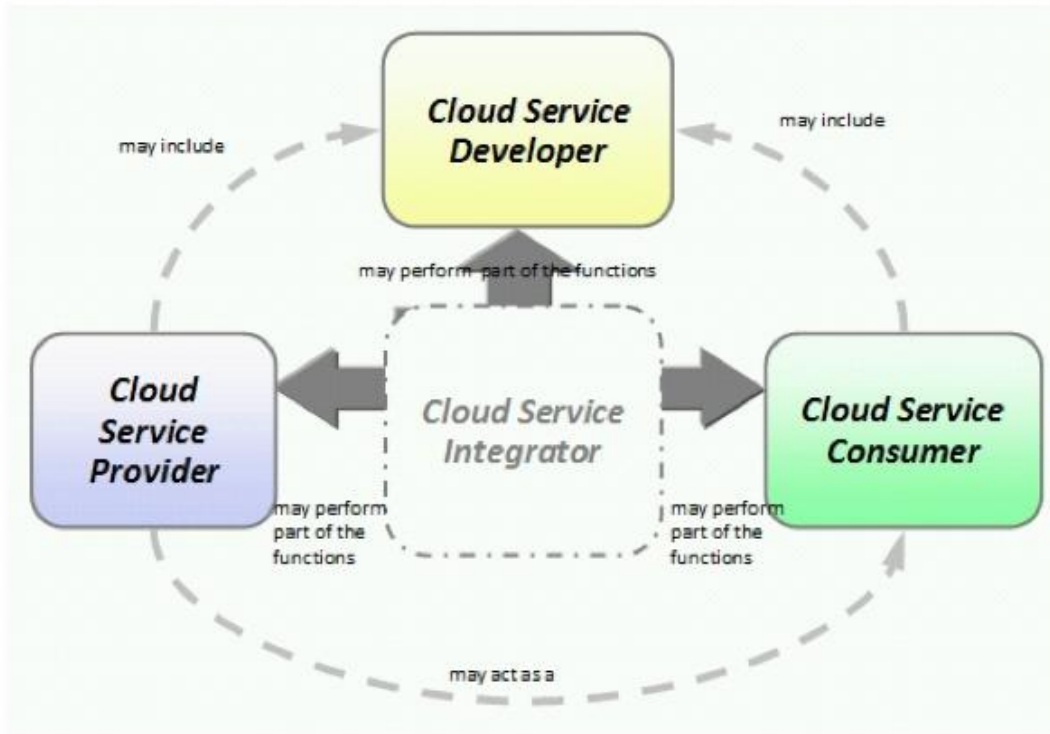 Cloud Service
Developer
may include
may include
may perform part of the functions
Cloud
Service
Provider
Cloud Service
Integrator
Cloud Service
Consumer
may perform
part of the
functions
may perform
part of the
functions
may act as a